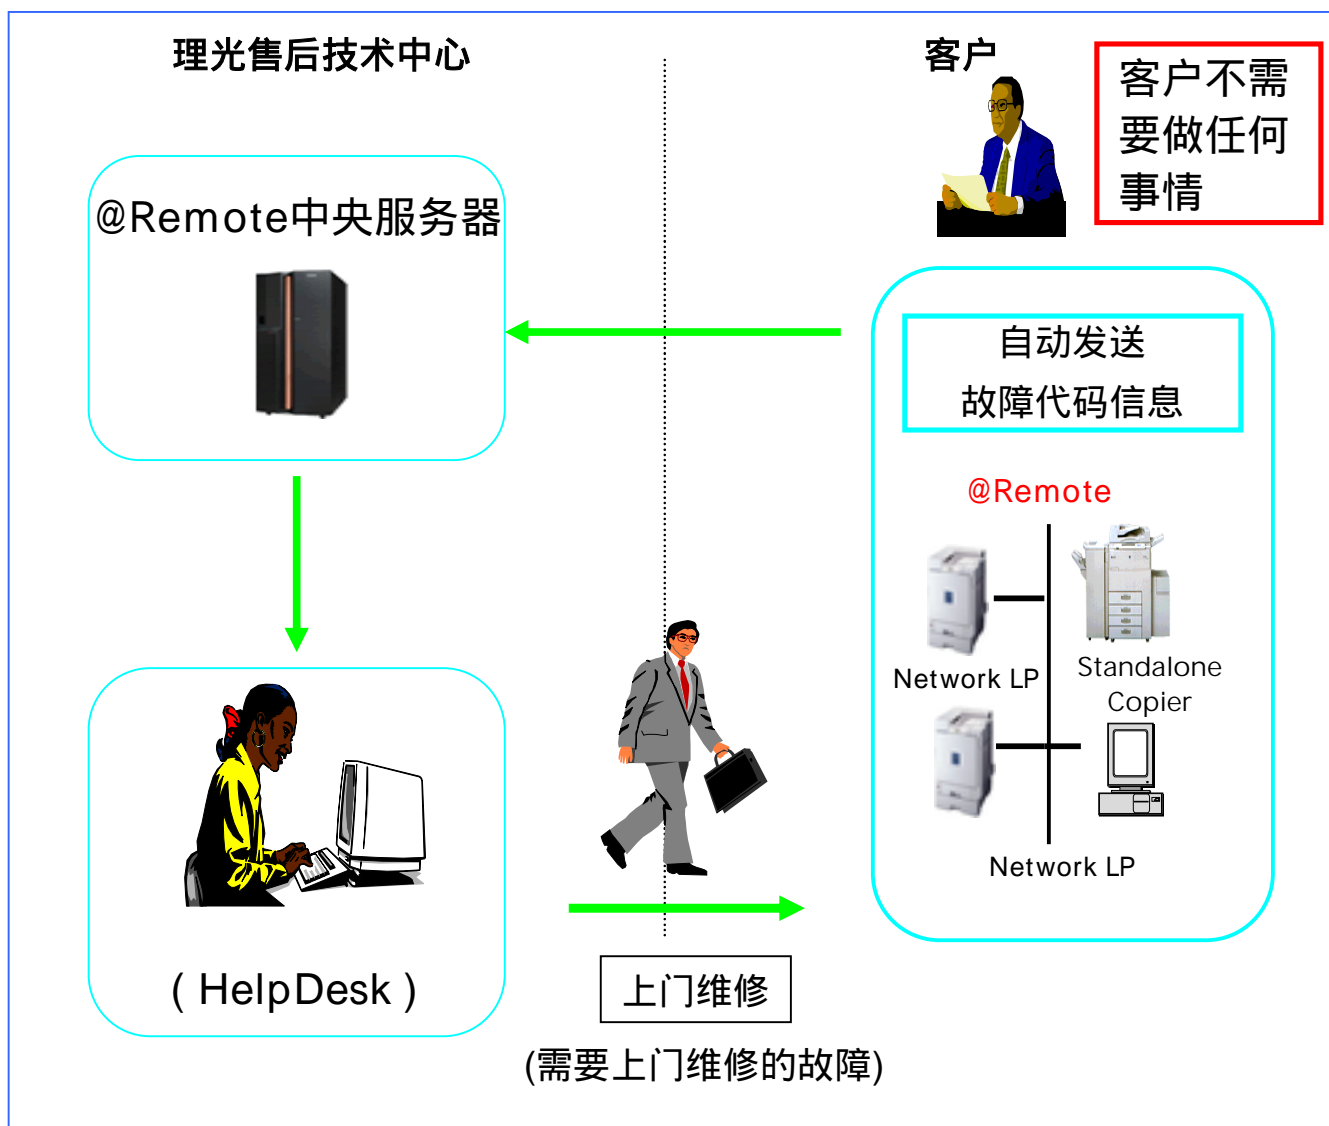 理光售后技术中心
客户
客户不需
要做任何
事情
@Remote中央服务器
自动发送
故障代码信息
@Remote
Network LP
Standalone
Copier
Network LP
( HelpDesk )
上门维修
(需要上门维修的故障)